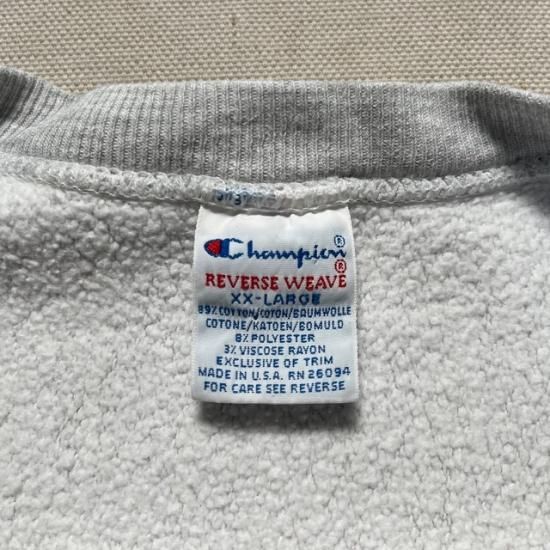 Champion®
REVERSE WEAVE®
XX-LARGE
89% COTTON/COTÓN/BAUMWOLLE
COTONE/KATOEN/BOMULD
8% POLYESTER
3% VISCOSE RAYON
EXCLUSIVE OF TRIM
MADE IN U.S.A. RN 26094
FOR CARE SEE REVERSE